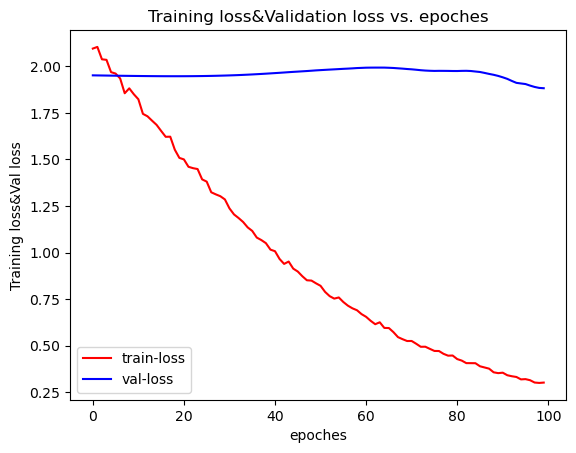 Training loss&Validation loss vs. epoches
Training loss&Val loss
2.00
1.75
1.50
1.25
1.00
0.75
0.50
0.25
train-loss
val-loss
0 20 40 60 80 100
epoches